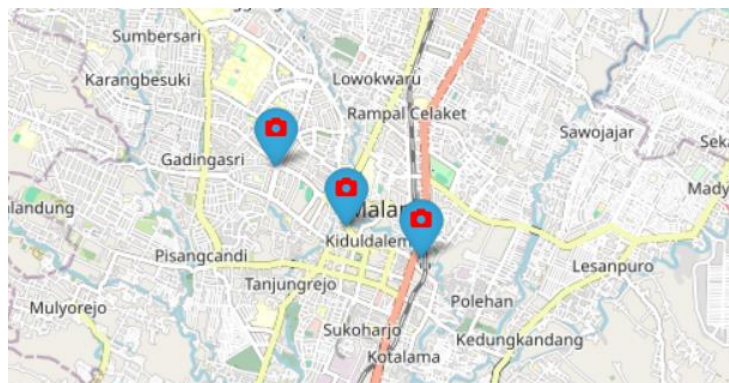 Sumbersari
Karangbesuki
Lowokwaru
Rampal Celaket
Sawojajar
Gadingasri
Kiduldalem
Pisangcandi
Tanjungrejo
Lesanpuro
Mulyorejo
Polehan
Sukoharjo
Kedungkandang
Kotalama